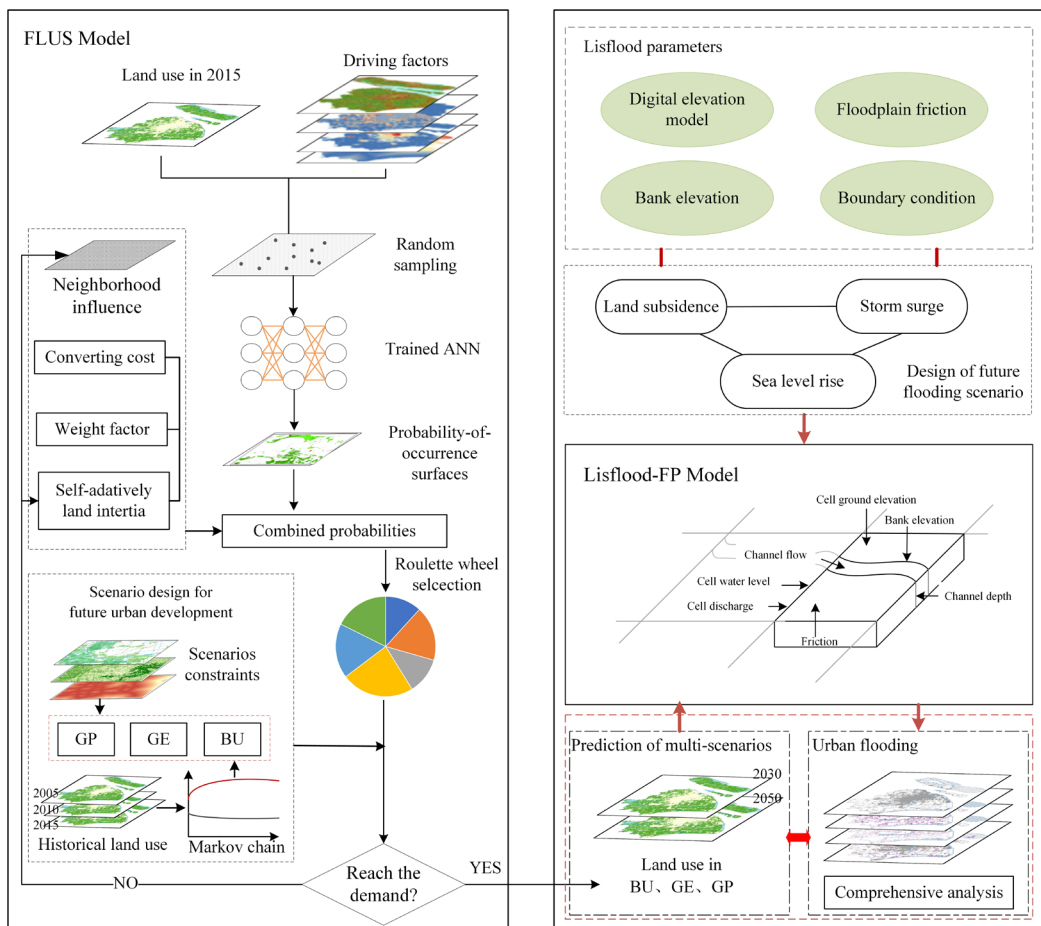 FLUS Model
Land use in 2015
Driving factors
Random
sampling
Neighborhood
influence
Converting cost
Weight factor
Self-adatively
land intertia
Trained ANN
Probability-of-
occurrence
surfaces
Combined probabilities
Roulette wheel
selcection
Scenario design for
future urban development
Scenarios
constraints
GP
GE
BU
2005
2010
2015
Historical land use
Markov chain
Reach the
demand?
NO
YES
Lisflood parameters
Digital elevation
model
Floodplain friction
Bank elevation
Boundary condition
Land subsidence
Storm surge
Sea level rise
Design of future
flooding scenario
Lisflood-FP Model
Cell ground elevation
Bank elevation
Channel flow
Cell water level
Cell discharge
Channel depth
Friction
Prediction of multi-scenarios
2030
2050
Land use in
BU、GE、GP
Urban flooding
Comprehensive analysis